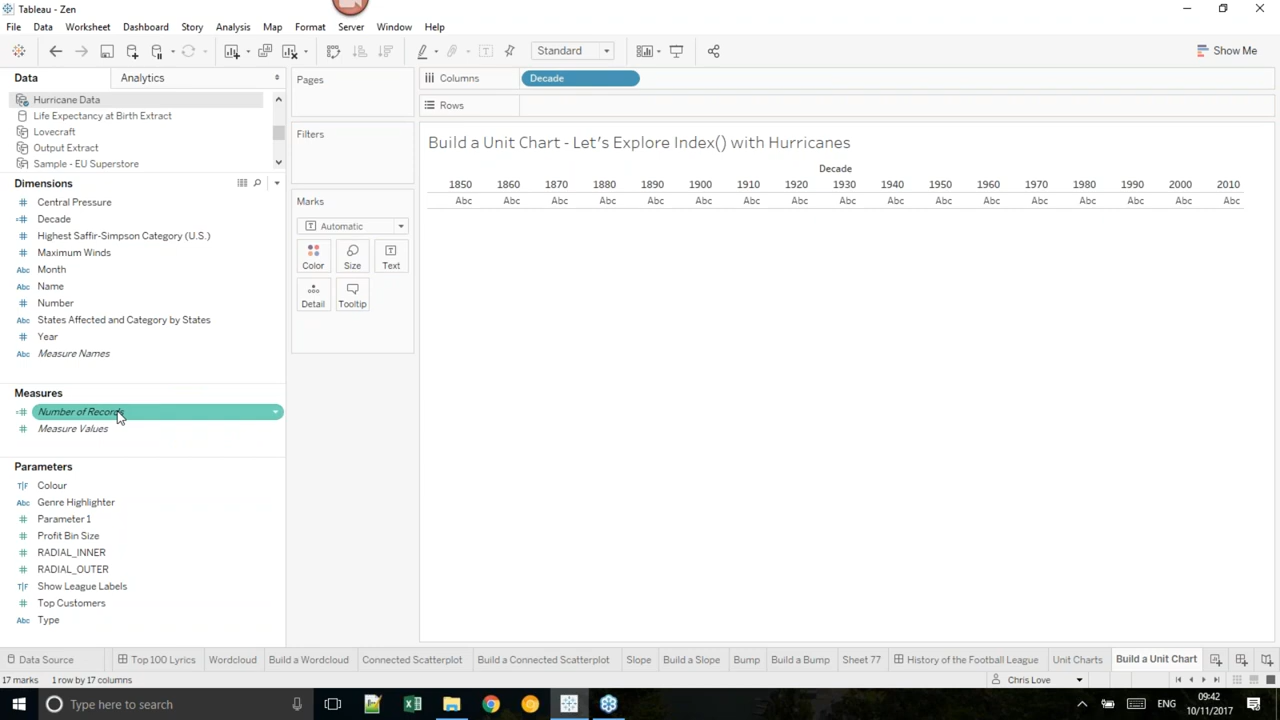 Tableau - Zen
File Data Worksheet Dashboard Story Analysis Map Format Server Window Help
Standard
Show Me
Data
Analytics
Hurricane Data
Life Expectancy at Birth Extract
Lovecraft
Output Extract
Sample - EU Superstore
Dimensions
# Central Pressure
=# Decade
# Highest Saffir-Simpson Category (U.S.)
# Maximum Winds
Abc Month
Abc Name
# Number
Abc States Affected and Category by States
# Year
Abc Measure Names
Measures
=# Number of Records
# Measure Values
Parameters
T|F Colour
Abc Genre Highlighter
# Parameter 1
# Profit Bin Size
# RADIAL_INNER
# RADIAL_OUTER
T|F Show League Labels
# Top Customers
Abc Type
Pages
Filters
Marks
T Automatic
Color Size Text
Detail Tooltip
Columns
Decade
Rows
Build a Unit Chart - Let's Explore Index() with Hurricanes
Decade
1850 1860 1870 1880 1890 1900 1910 1920 1930 1940 1950 1960 1970 1980 1990 2000 2010
Abc Abc Abc Abc Abc Abc Abc Abc Abc Abc Abc Abc Abc Abc Abc Abc Abc
Data Source Top 100 Lyrics Wordcloud Build a Wordcloud Connected Scatterplot Build a Connected Scatterplot Slope Build a Slope Bump Build a Bump Sheet 77 History of the Football League Unit Charts Build a Unit Chart
17 marks 1 row by 17 columns
Chris Love
Type here to search
ENG
09:42
10/11/2017